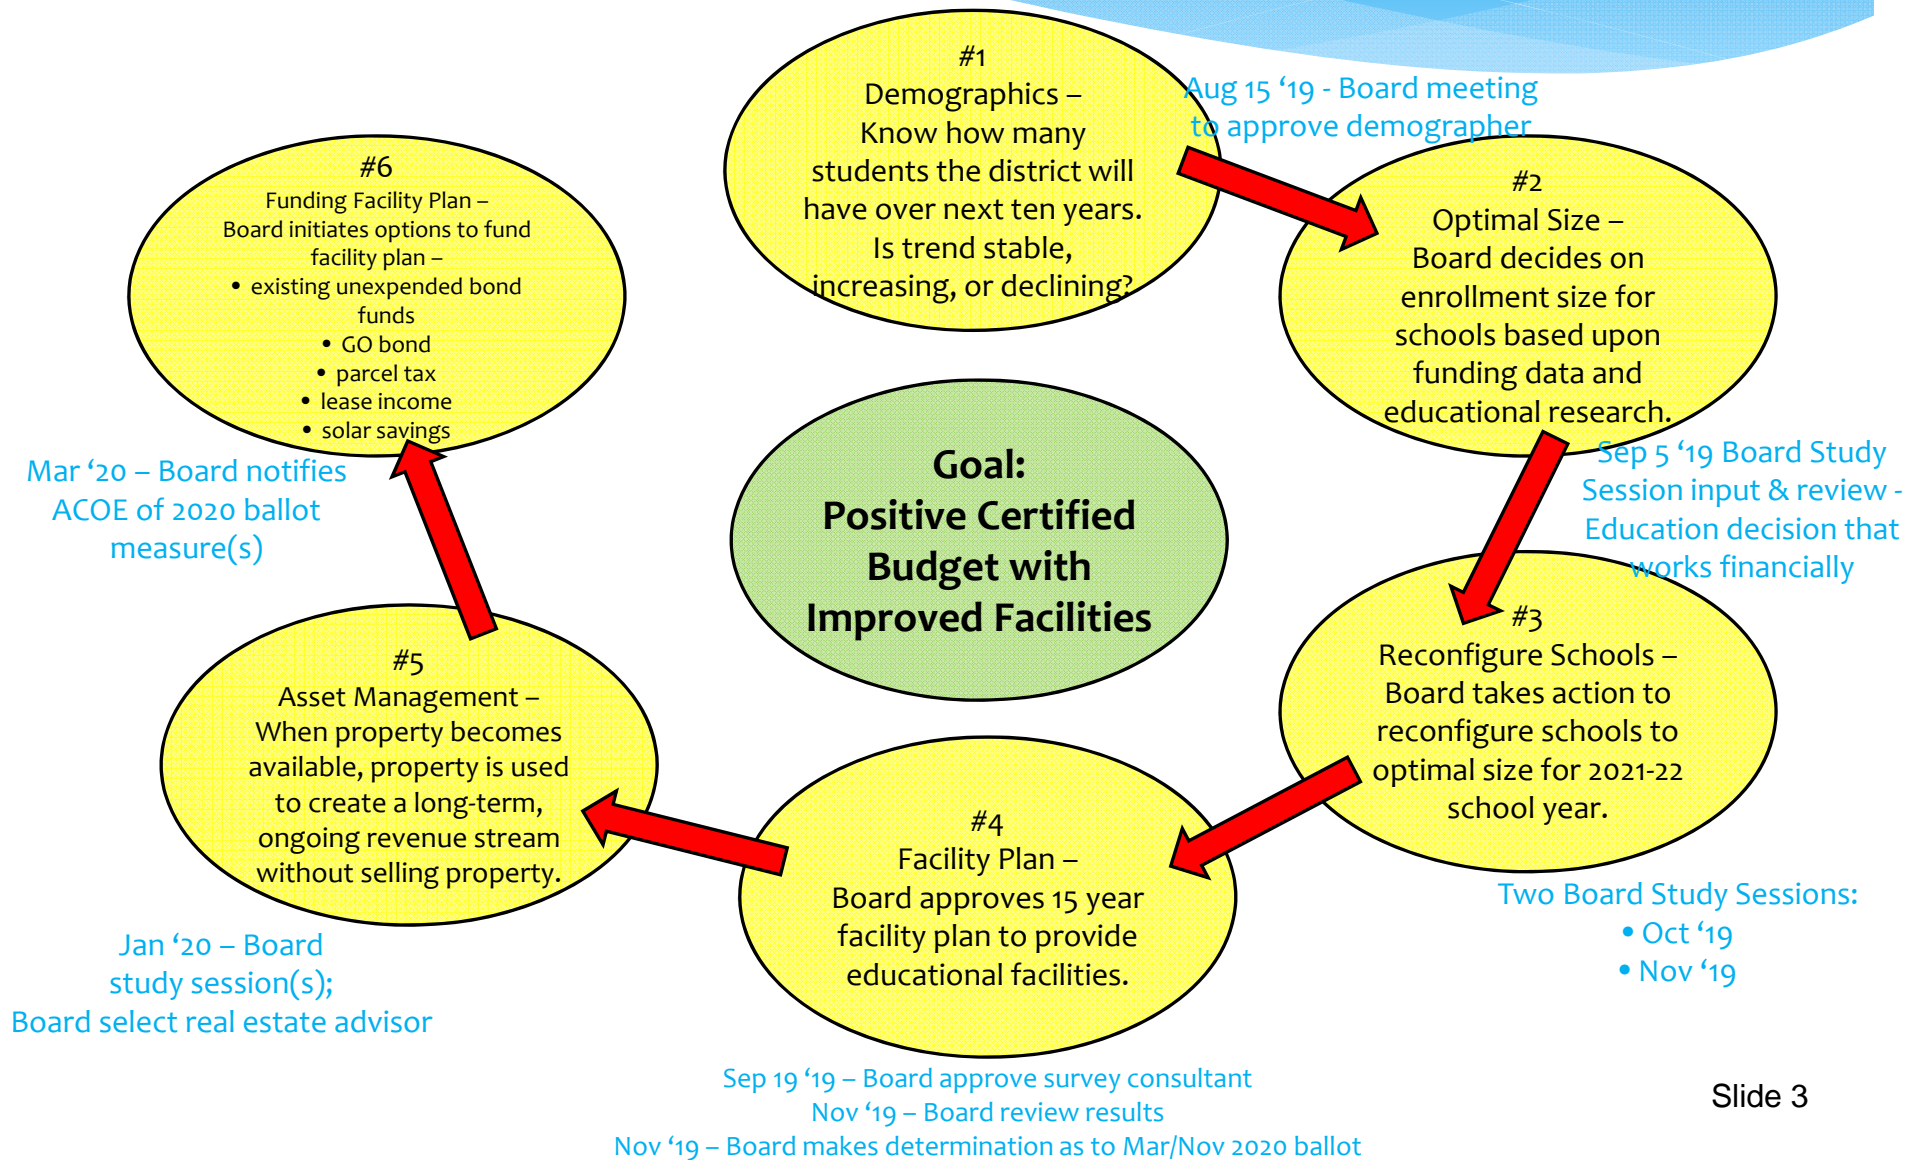 #1
Demographics –
Know how many
students the district will
have over next ten years.
Is trend stable,
increasing, or declining?
Aug 15 ‘19 - Board meeting
to approve demographer
#2
Optimal Size –
Board decides on
enrollment size for
schools based upon
funding data and
educational research.
Sep 5 ‘19 Board Study
Session input & review -
Education decision that
works financially
#3
Reconfigure Schools –
Board takes action to
reconfigure schools to
optimal size for 2021-22
school year.
Two Board Study Sessions:
• Oct ‘19
• Nov ‘19
#4
Facility Plan –
Board approves 15 year
facility plan to provide
educational facilities.
Sep 19 ‘19 – Board approve survey consultant
Nov ‘19 – Board review results
Nov ‘19 – Board makes determination as to Mar/Nov 2020 ballot
#5
Asset Management –
When property becomes
available, property is used
to create a long-term,
ongoing revenue stream
without selling property.
Jan ‘20 – Board
study session(s);
Board select real estate advisor
#6
Funding Facility Plan –
Board initiates options to fund
facility plan –
• existing unexpended bond
funds
• GO bond
• parcel tax
• lease income
• solar savings
Mar ‘20 – Board notifies
ACOE of 2020 ballot
measure(s)
Goal:
Positive Certified
Budget with
Improved Facilities
Slide 3